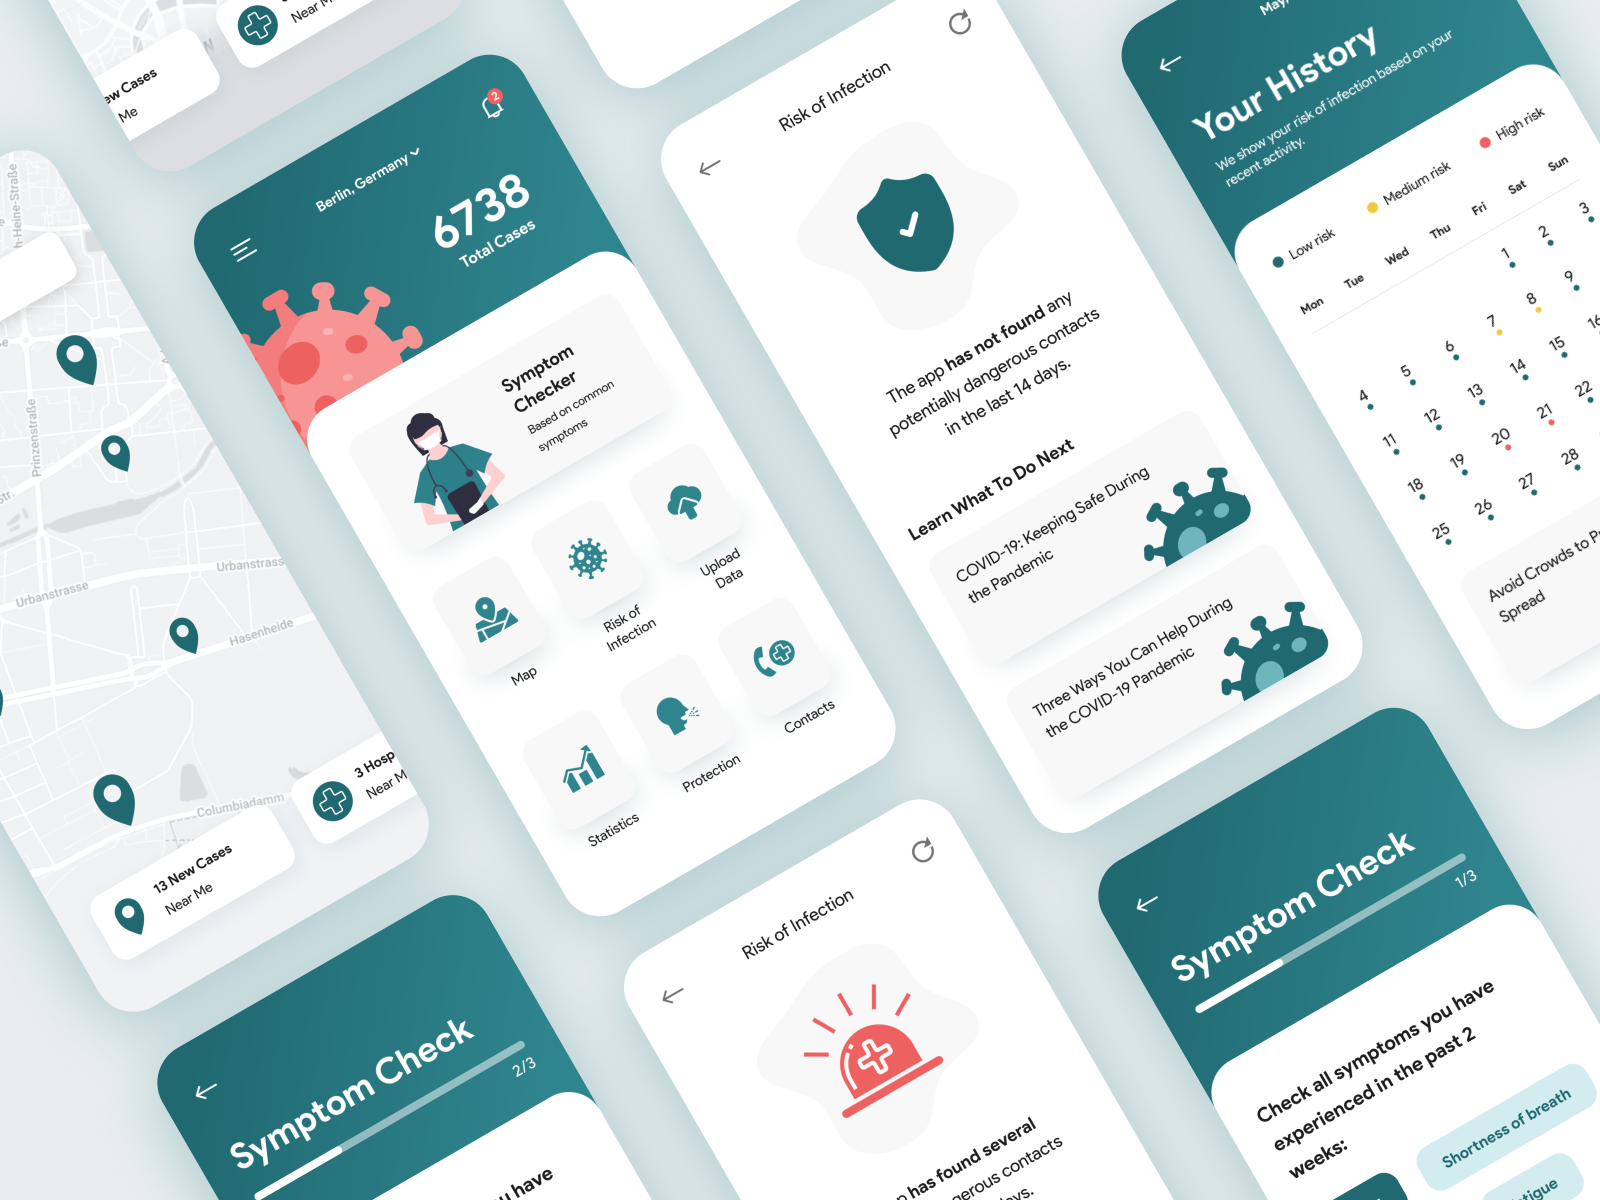 New Cases
Me
Near Me
h-Heine-Straße
Prinzenstraße
Str.
Urbanstrasse
Urbanstrass
Hasenheide
Columbiadamm
13 New Cases
Near Me
3 Hosp
Near M
2
Berlin, Germany
6738
Total Cases
Symptom
Checker
Based on common
symptoms
Map
Risk of
Infection
Upload
Data
Statistics
Protection
Contacts
Risk of Infection
The app has not found any
potentially dangerous contacts
in the last 14 days.
Learn What To Do Next
COVID-19: Keeping Safe During
the Pandemic
Three Ways You Can Help During
the COVID-19 Pandemic
May,
Your History
We show your risk of infection based on your
recent activity.
Low risk
Medium risk
High risk
Mon Tue Wed Thu Fri Sat Sun
1 2 3
4 5 6 7 8 9
11 12 13 14 15 16
18 19 20 21 22
25 26 27 28
Avoid Crowds to P
Spread
Symptom Check
2/3
u have
Risk of Infection
has found several
gerous contacts
days.
Symptom Check
1/3
Check all symptoms you have
experienced in the past 2
weeks:
Shortness of breath
atigue